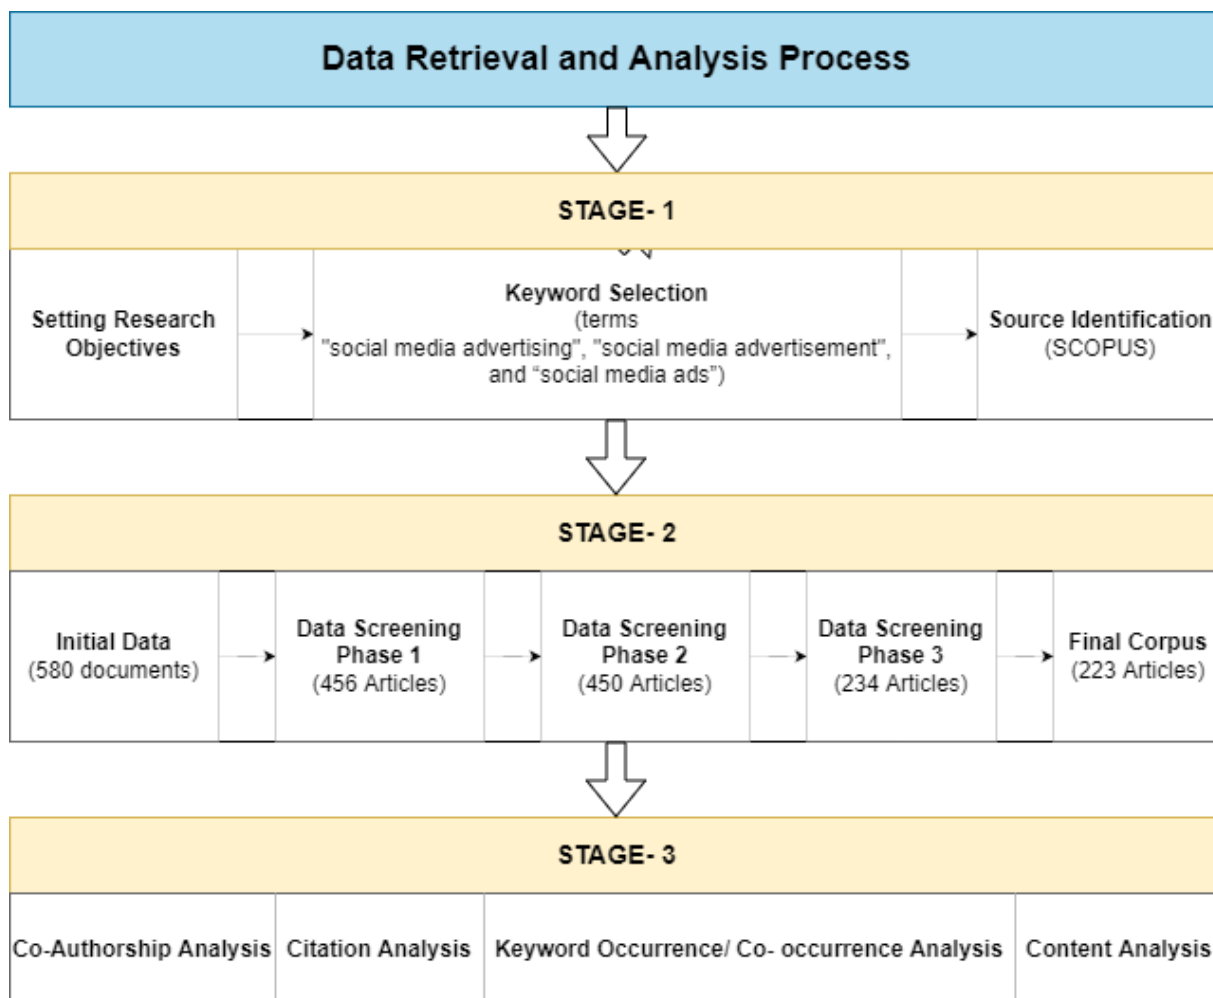 Data Retrieval and Analysis Process
STAGE- 1
Setting Research
Objectives
Keyword Selection
(terms
"social media advertising", "social media advertisement",
and “social media ads”)
Source Identification
(SCOPUS)
STAGE- 2
Initial Data
(580 documents)
Data Screening
Phase 1
(456 Articles)
Data Screening
Phase 2
(450 Articles)
Data Screening
Phase 3
(234 Articles)
Final Corpus
(223 Articles)
STAGE- 3
Co-Authorship Analysis
Citation Analysis
Keyword Occurrence/ Co- occurrence Analysis
Content Analysis